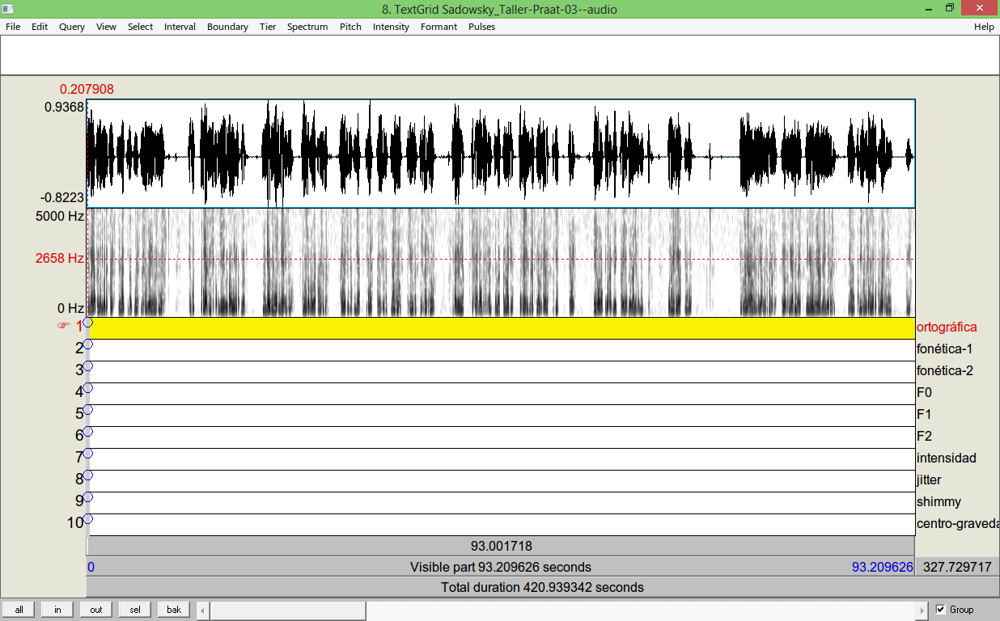 8. TextGrid Sadowsky_Taller-Praat-03--audio
File Edit Query View Select Interval Boundary Tier Spectrum Pitch Intensity Formant Pulses Help
0.207908
0.9368
-0.8223
5000 Hz
2658 Hz
0 Hz
☞ 1 ortográfica
2 fonética-1
3 fonética-2
4 F0
5 F1
6 F2
7 intensidad
8 jitter
9 shimmy
10 centro-graveda
93.001718
0 Visible part 93.209626 seconds 93.209626 327.729717
Total duration 420.939342 seconds
all in out sel bak Group